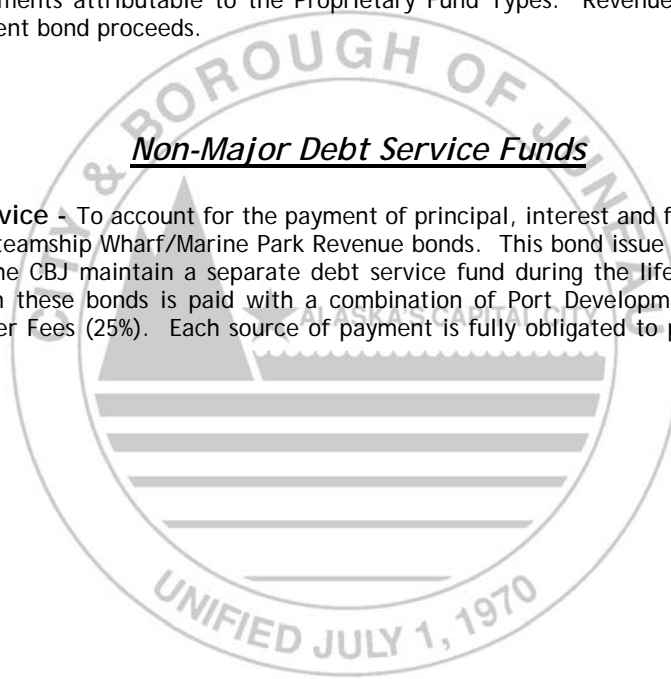 ments attributable to the Proprietary Fund Types. Revenue
ent bond proceeds.
CITY & BOROUGH OF JUNEAU
Non-Major Debt Service Funds
vice - To account for the payment of principal, interest and f
teamship Wharf/Marine Park Revenue bonds. This bond issue
he CBJ maintain a separate debt service fund during the life
n these bonds is paid with a combination of Port Developm
er Fees (25%). Each source of payment is fully obligated to p
ALASKA'S CAPITAL CITY
UNIFIED JULY 1, 1970